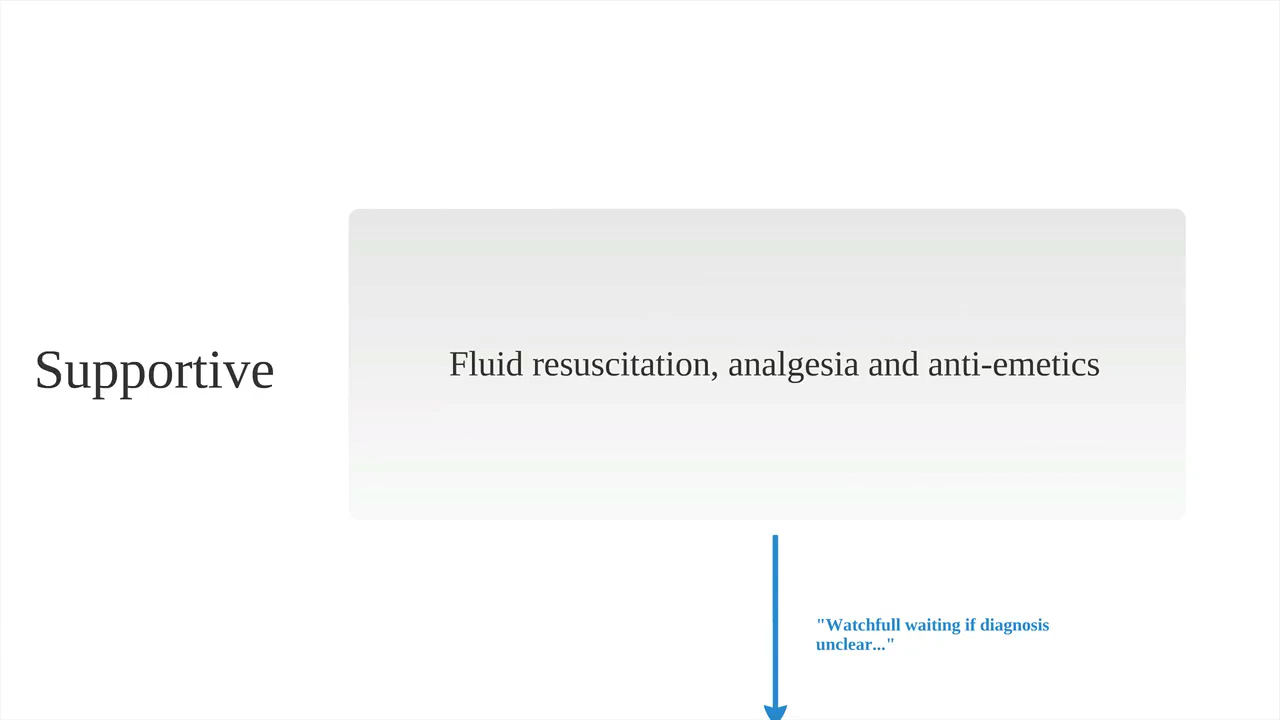 Supportive
Fluid resuscitation, analgesia and anti-emetics
"Watchfull waiting if diagnosis
unclear..."